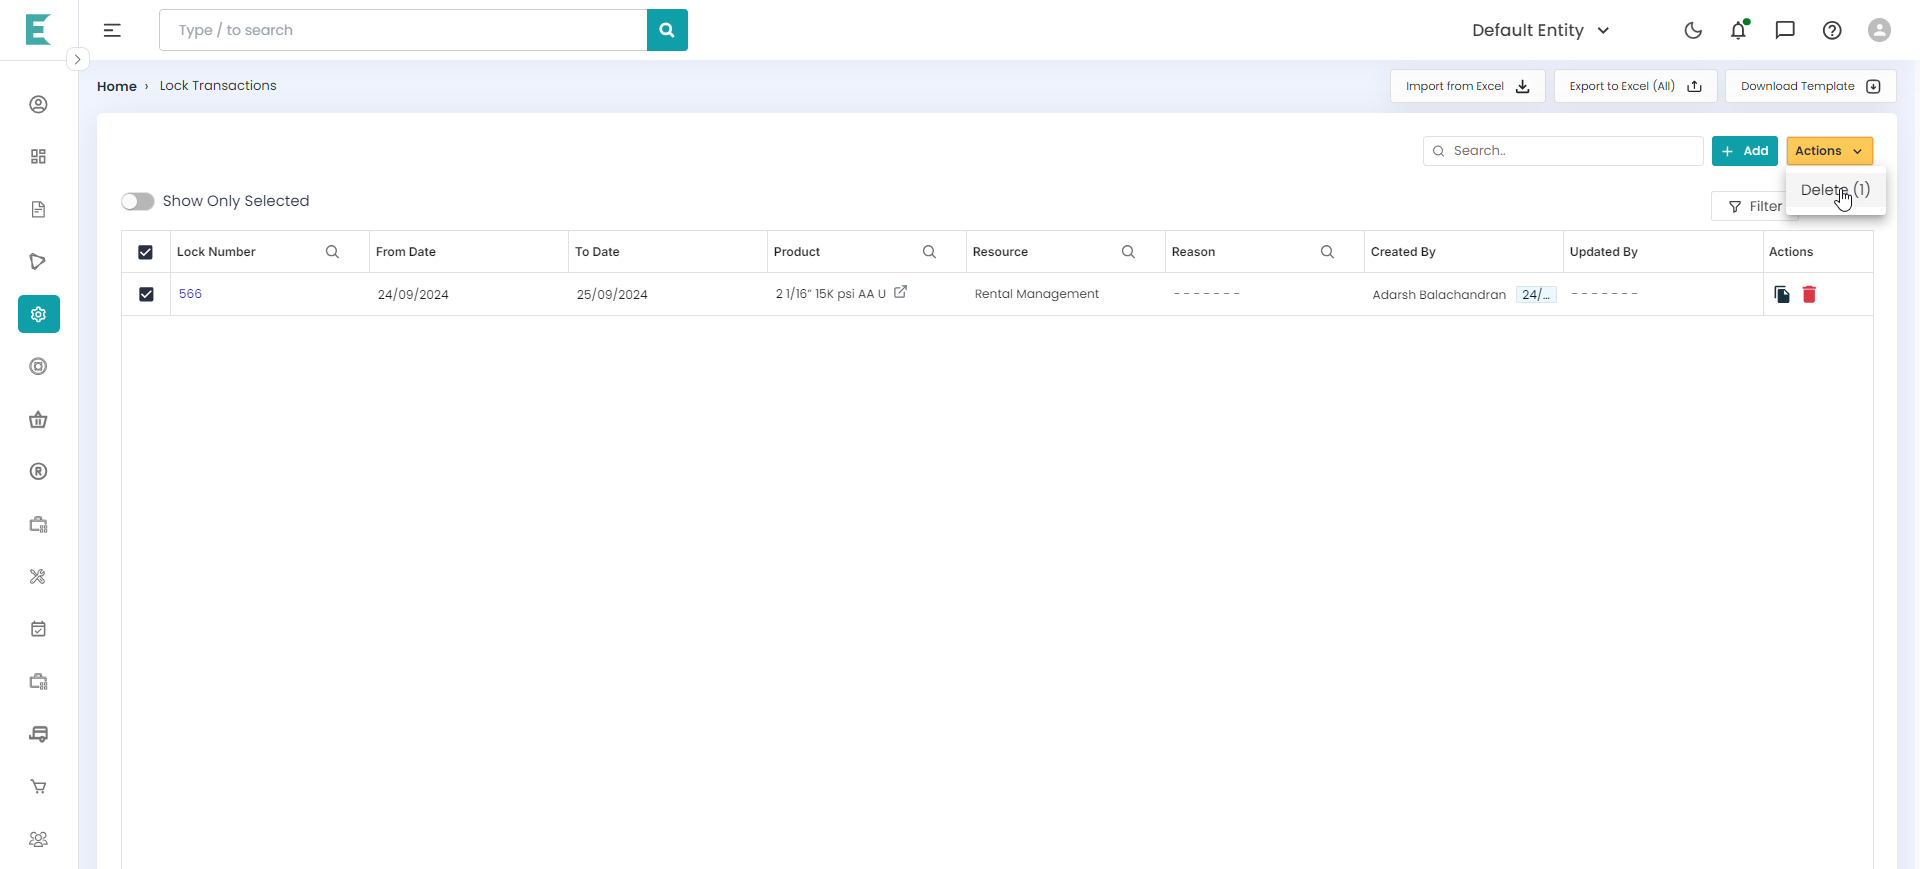 Type / to search
Default Entity
Home › Lock Transactions
Import from Excel
Export to Excel (All)
Download Template
Search..
+ Add
Actions
Delete (1)
Show Only Selected
Filter
Lock Number From Date To Date Product Resource Reason Created By Updated By Actions
566 24/09/2024 25/09/2024 2 1/16” 15K psi AA U Rental Management ------- Adarsh Balachandran 24/... -------